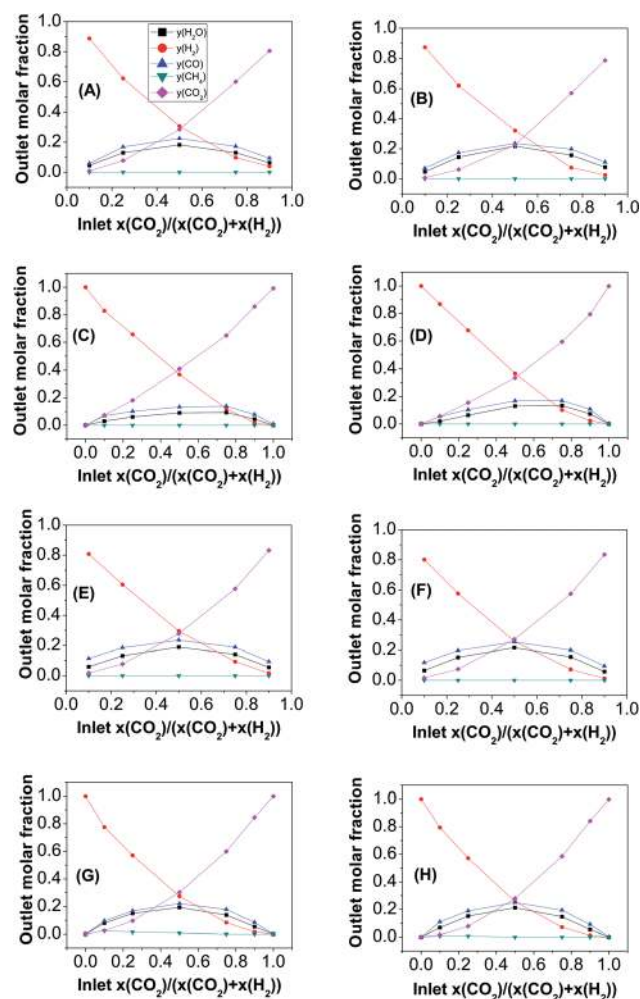 (A)
y(H₂O)
y(H₂)
y(CO)
y(CH₄)
y(CO₂)
Outlet molar fraction
1.0
0.8
0.6
0.4
0.2
0.0
0.0 0.2 0.4 0.6 0.8 1.0
Inlet x(CO₂)/(x(CO₂)+x(H₂))
(B)
Outlet molar fraction
1.0
0.8
0.6
0.4
0.2
0.0
0.0 0.2 0.4 0.6 0.8 1.0
Inlet x(CO₂)/(x(CO₂)+x(H₂))
(C)
Outlet molar fraction
1.0
0.8
0.6
0.4
0.2
0.0
0.0 0.2 0.4 0.6 0.8 1.0
Inlet x(CO₂)/(x(CO₂)+x(H₂))
(D)
Outlet molar fraction
1.0
0.8
0.6
0.4
0.2
0.0
0.0 0.2 0.4 0.6 0.8 1.0
Inlet x(CO₂)/(x(CO₂)+x(H₂))
(E)
Outlet molar fraction
1.0
0.8
0.6
0.4
0.2
0.0
0.0 0.2 0.4 0.6 0.8 1.0
Inlet x(CO₂)/(x(CO₂)+x(H₂))
(F)
Outlet molar fraction
1.0
0.8
0.6
0.4
0.2
0.0
0.0 0.2 0.4 0.6 0.8 1.0
Inlet x(CO₂)/(x(CO₂)+x(H₂))
(G)
Outlet molar fraction
1.0
0.8
0.6
0.4
0.2
0.0
0.0 0.2 0.4 0.6 0.8 1.0
Inlet x(CO₂)/(x(CO₂)+x(H₂))
(H)
Outlet molar fraction
1.0
0.8
0.6
0.4
0.2
0.0
0.0 0.2 0.4 0.6 0.8 1.0
Inlet x(CO₂)/(x(CO₂)+x(H₂))